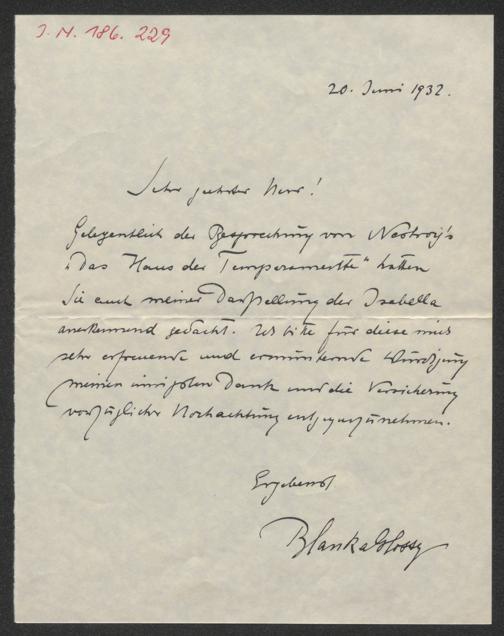 J. N. 186. 229
20. Juni 1932.
Sehr geehrter Herr!
Gelegentlich der Besprechung von Nestroy's
„Das Haus der Temperamente" hatten
Sie auch meiner Darstellung der Isabella
anerkennend gedacht. Ich bitte für diese mich
sehr erfreuende und ermunternde Würdigung
meinen innigsten Dank und die Versicherung
vorzüglicher Hochachtung entgegenzunehmen.
Ergebenst
Blanka Glossy